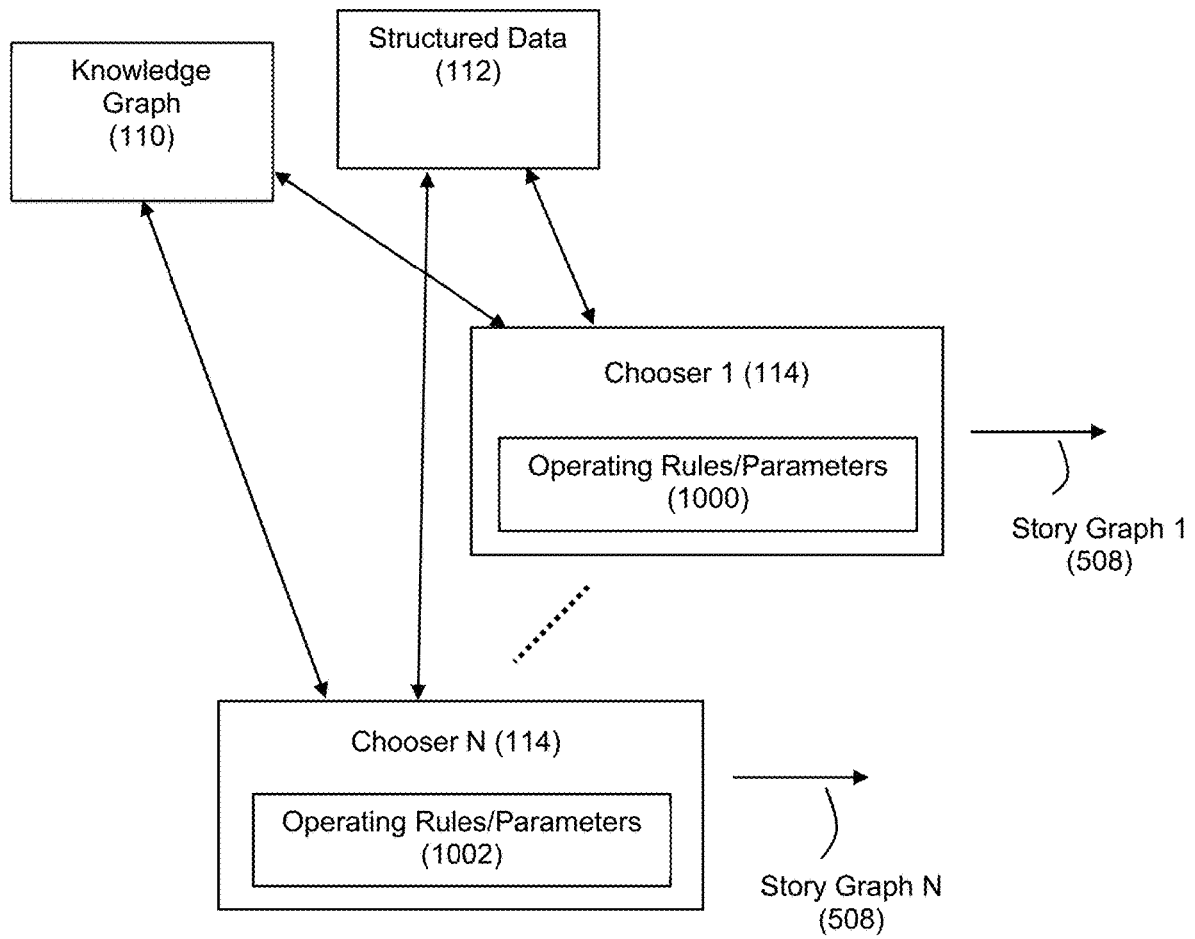 Knowledge
Graph
(110)
Structured Data
(112)
Chooser 1 (114)
Operating Rules/Parameters
(1000)
Story Graph 1
(508)
Chooser N (114)
Operating Rules/Parameters
(1002)
Story Graph N
(508)